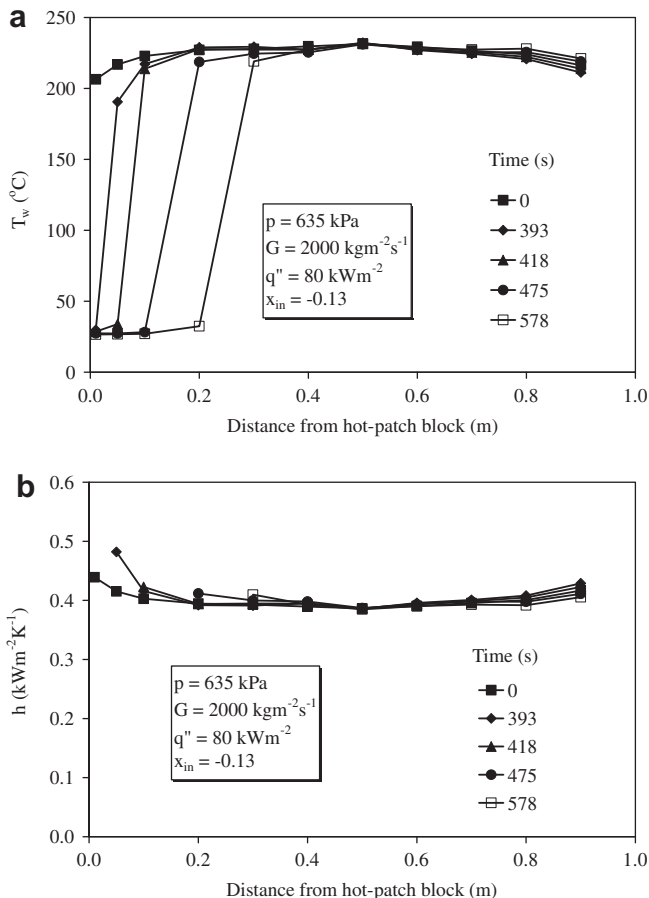 a
250
200
150
100
50
0
T_w (°C)
Time (s)
0
393
418
475
578
p = 635 kPa
G = 2000 kgm⁻²s⁻¹
q" = 80 kWm⁻²
x_in = -0.13
0.0 0.2 0.4 0.6 0.8 1.0
Distance from hot-patch block (m)
b
0.6
0.5
0.4
0.3
0.2
0.1
0.0
h (kWm⁻²K⁻¹)
p = 635 kPa
G = 2000 kgm⁻²s⁻¹
q" = 80 kWm⁻²
x_in = -0.13
Time (s)
0
393
418
475
578
0.0 0.2 0.4 0.6 0.8 1.0
Distance from hot-patch block (m)